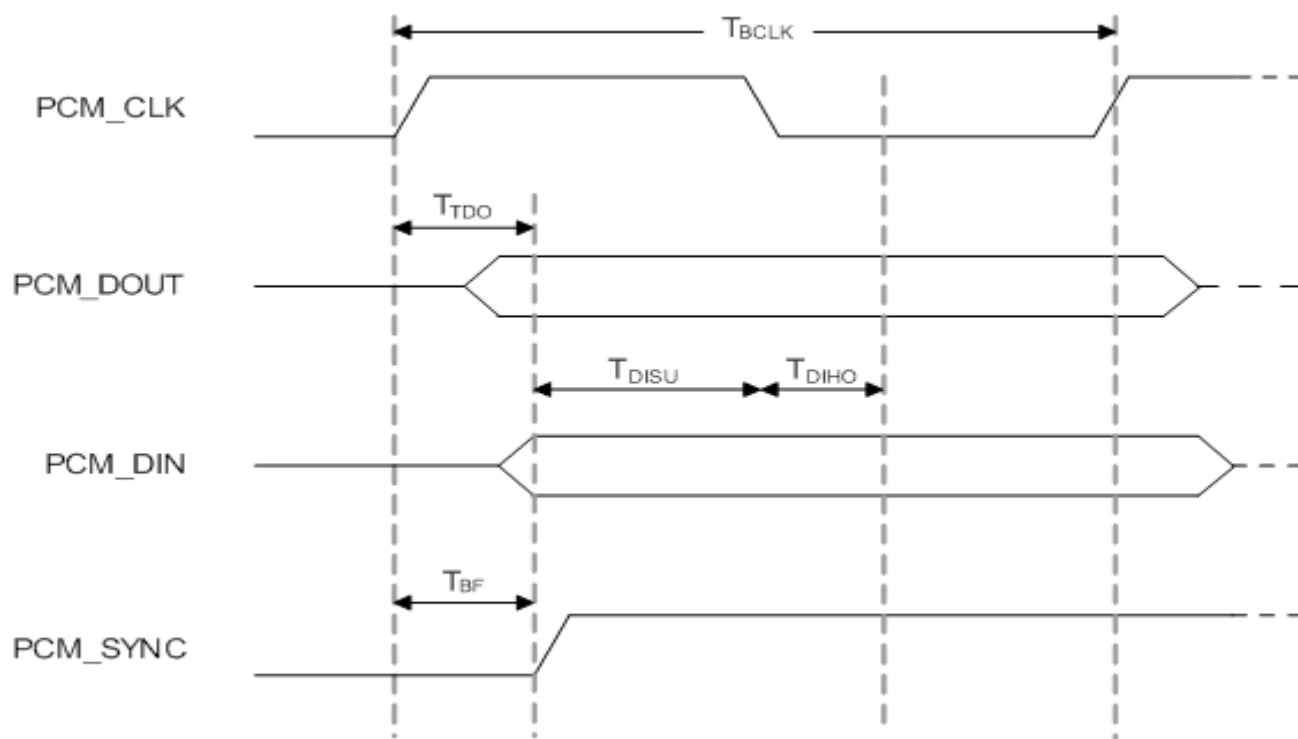 TBCLK
PCM_CLK
TTDO
PCM_DOUT
TDISU TDIHO
PCM_DIN
TBF
PCM_SYNC